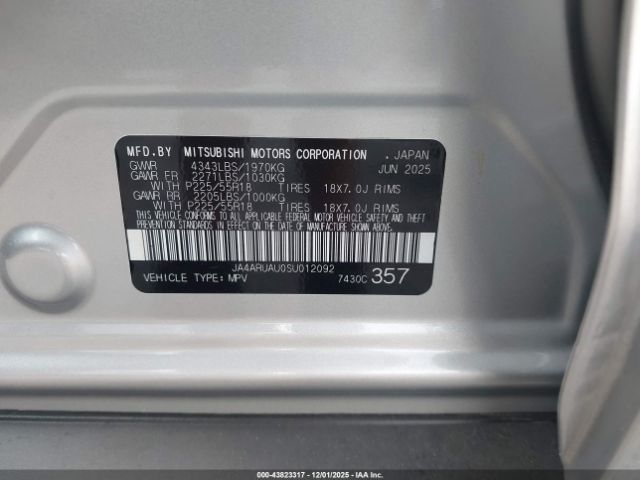 MFD.BY MITSUBISHI MOTORS CORPORATION JAPAN
GVWR 4343LBS/1970KG JUN 2025
GAWR FR 2271LBS/1030KG
WITH P225/55R18 TIRES 18X7.0J RIMS
GAWR RR 2205LBS/1000KG
WITH P225/55R18 TIRES 18X7.0J RIMS
THIS VEHICLE CONFORMS TO ALL APPLICABLE FEDERAL MOTOR VEHICLE SAFETY AND THEFT
PREVENTION STANDARDS IN EFFECT ON THE DATE OF MANUFACTURE SHOWN ABOVE.
JA4ARUAU0SU012092
VEHICLE TYPE: MPV 7430C 357
000-43823317 - 12/01/2025 - IAAI.COM